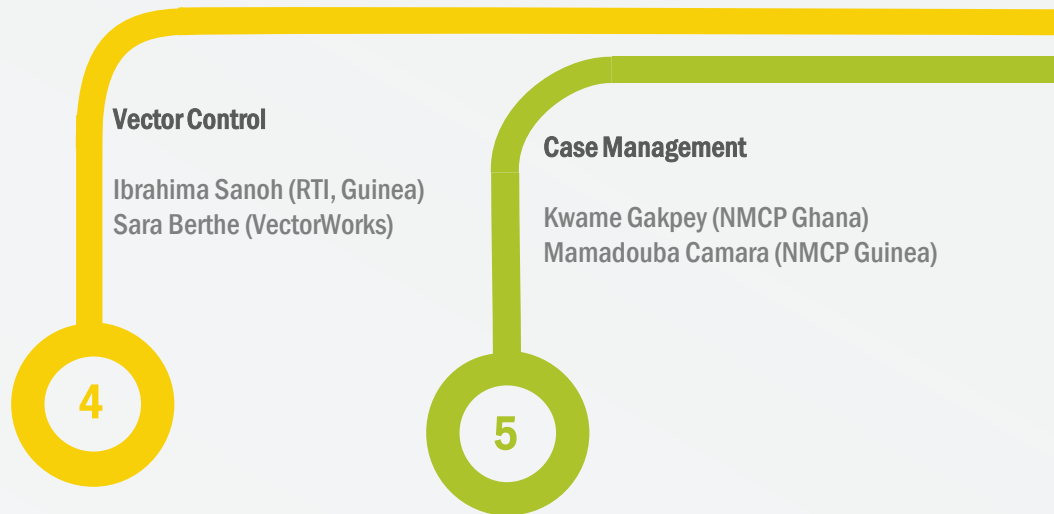 Vector Control
Ibrahima Sanoh (RTI, Guinea)
Sara Berthe (VectorWorks)
4
Case Management
Kwame Gakpey (NMCP Ghana)
Mamadouba Camara (NMCP Guinea)
5